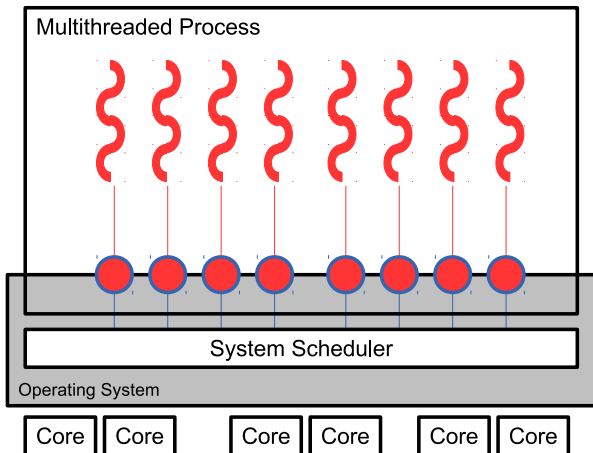 Multithreaded Process
System Scheduler
Operating System
Core Core Core Core Core Core